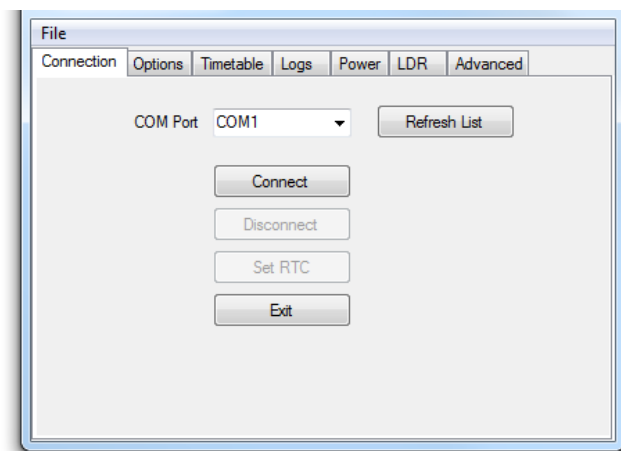 File
Connection Options Timetable Logs Power LDR Advanced
COM Port COM1 Refresh List
Connect
Disconnect
Set RTC
Exit